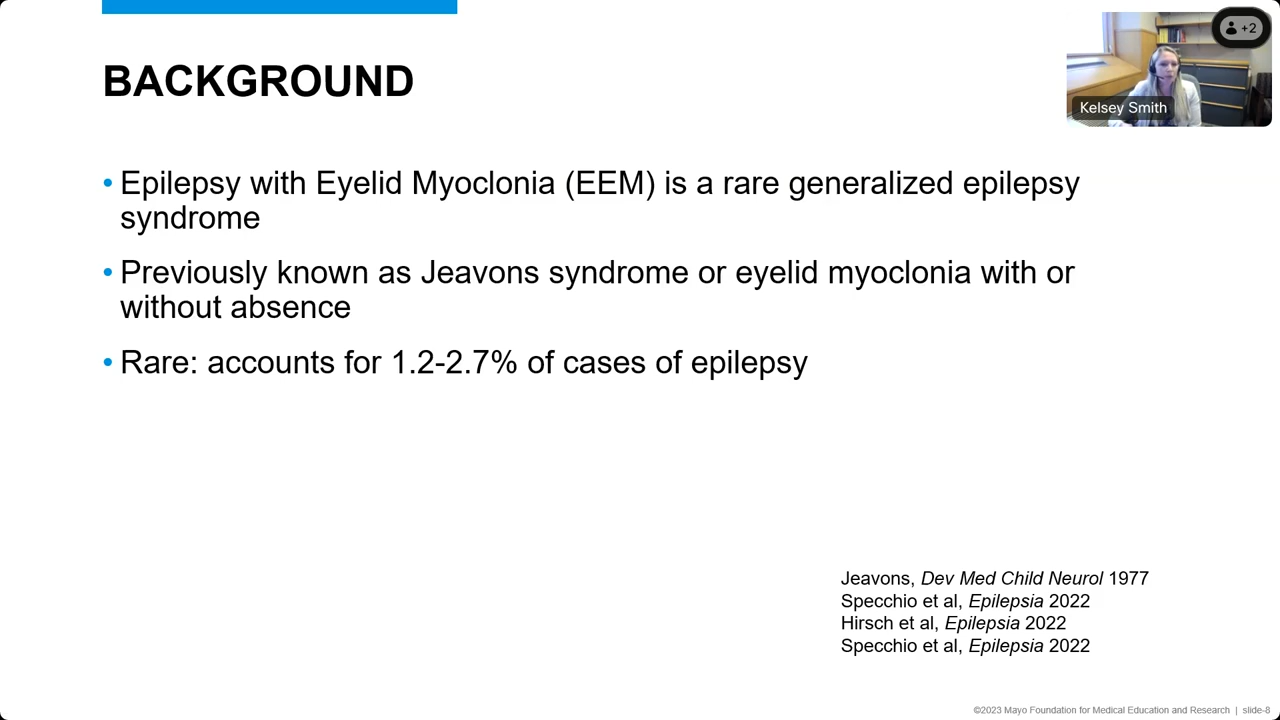 BACKGROUND
+2
Kelsey Smith
• Epilepsy with Eyelid Myoclonia (EEM) is a rare generalized epilepsy
syndrome
• Previously known as Jeavons syndrome or eyelid myoclonia with or
without absence
• Rare: accounts for 1.2-2.7% of cases of epilepsy
Jeavons, Dev Med Child Neurol 1977
Specchio et al, Epilepsia 2022
Hirsch et al, Epilepsia 2022
Specchio et al, Epilepsia 2022
©2023 Mayo Foundation for Medical Education and Research | slide-8